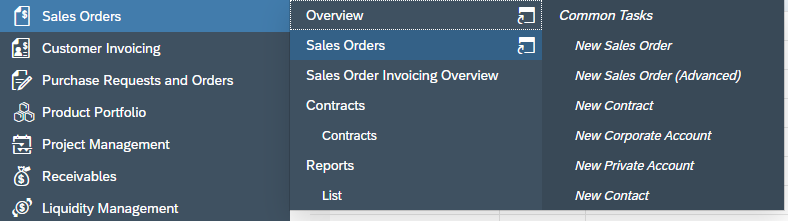 Sales Orders
Customer Invoicing
Purchase Requests and Orders
Product Portfolio
Project Management
Receivables
Liquidity Management
Overview
Sales Orders
Sales Order Invoicing Overview
Contracts
Contracts
Reports
List
Common Tasks
New Sales Order
New Sales Order (Advanced)
New Contract
New Corporate Account
New Private Account
New Contact